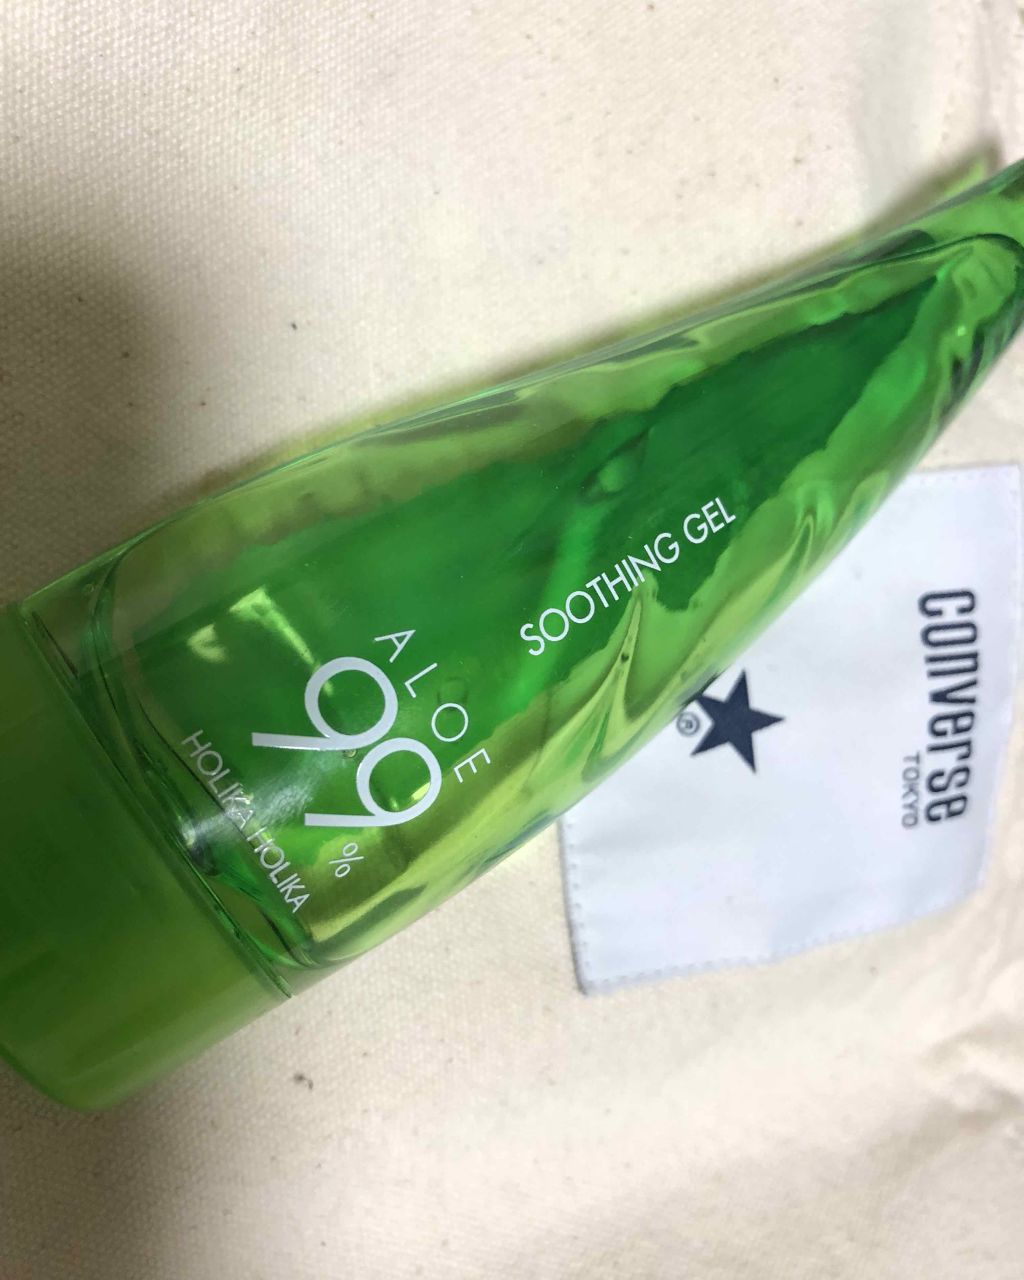 ALOE
99%
HOLIKA HOLIKA
SOOTHING GEL
converse
TOKYO
®